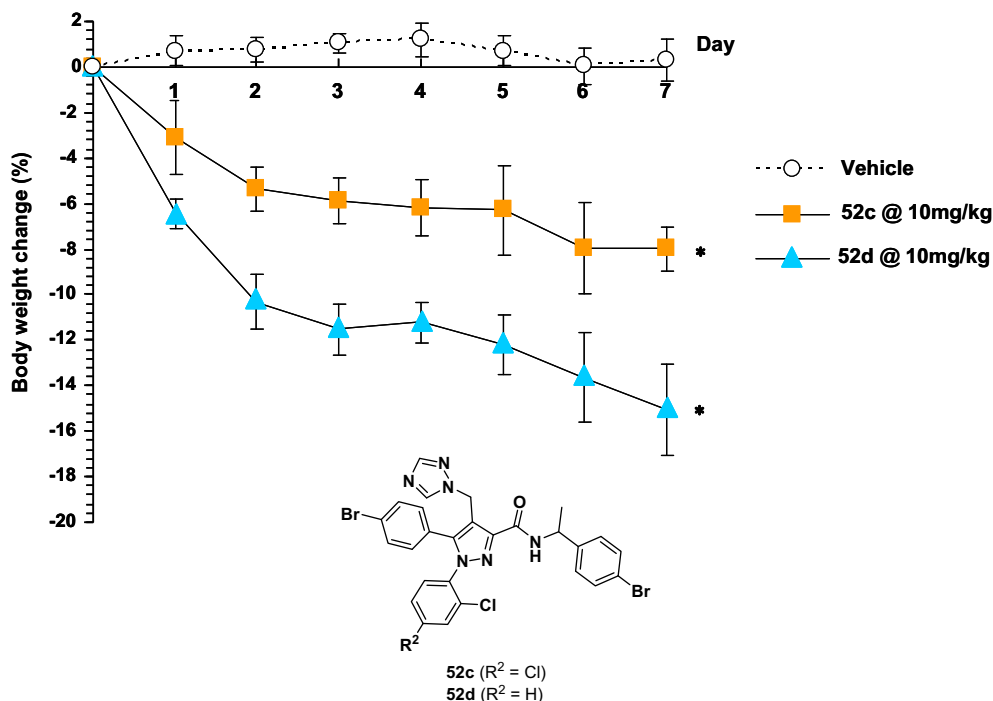 2
0
-2
-4
-6
-8
-10
-12
-14
-16
-18
-20
Body weight change (%)
1 2 3 4 5 6 7
Day
Vehicle
52c @ 10mg/kg
52d @ 10mg/kg
*
*
N N
N
Br
O
N
H
N N
Br
Cl
R²
52c (R² = Cl)
52d (R² = H)